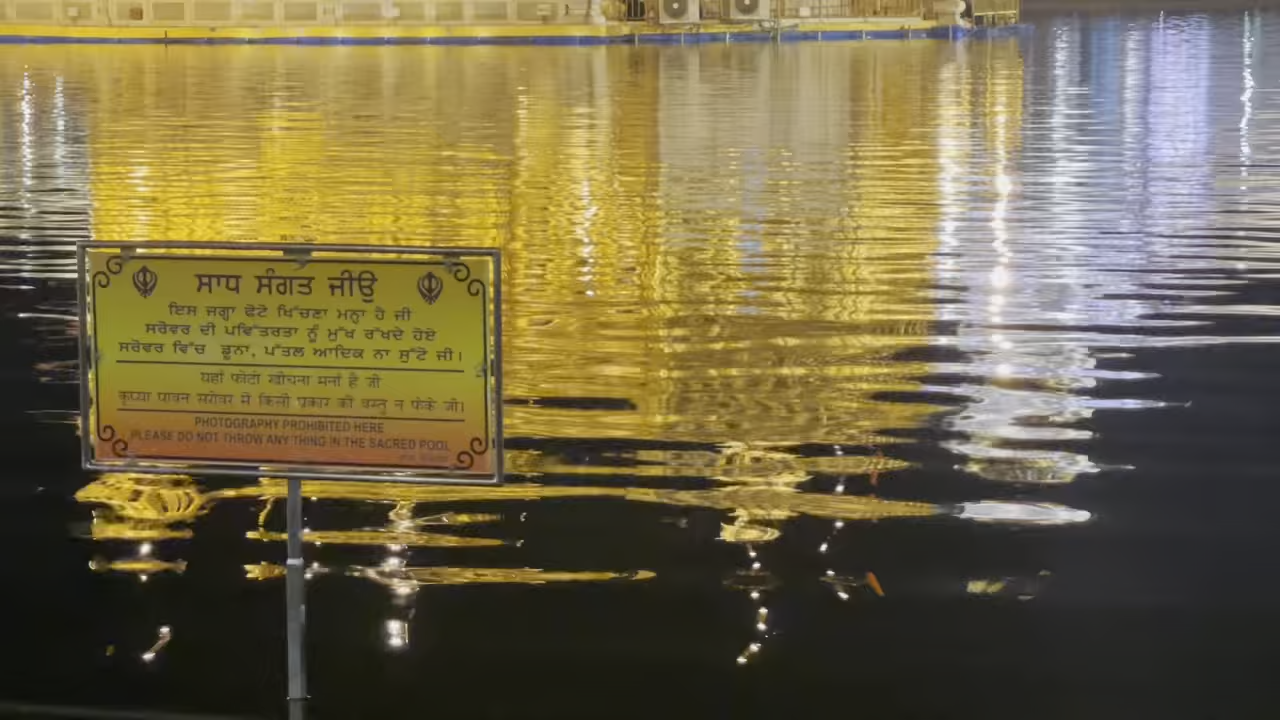 ਸਾਧ ਸੰਗਤ ਜੀਉ
ਇਸ ਜਗ੍ਹਾ ਫੋਟੋ ਖਿੱਚਣਾ ਮਨ੍ਹਾ ਹੈ ਜੀ
ਸਰੋਵਰ ਦੀ ਪਵਿੱਤਰਤਾ ਨੂੰ ਮੁੱਖ ਰੱਖਦੇ ਹੋਏ
ਸਰੋਵਰ ਵਿੱਚ ਡੂਨਾ, ਪੱਤਲ ਆਦਿਕ ਨਾ ਸੁੱਟੋ ਜੀ।
यहाँ फोटो खींचना मना है जी
कृप्या पावन सरोवर में किसी प्रकार की वस्तु न फेंके जी।
PHOTOGRAPHY PROHIBITED HERE
PLEASE DO NOT THROW ANY THING IN THE SACRED POOL